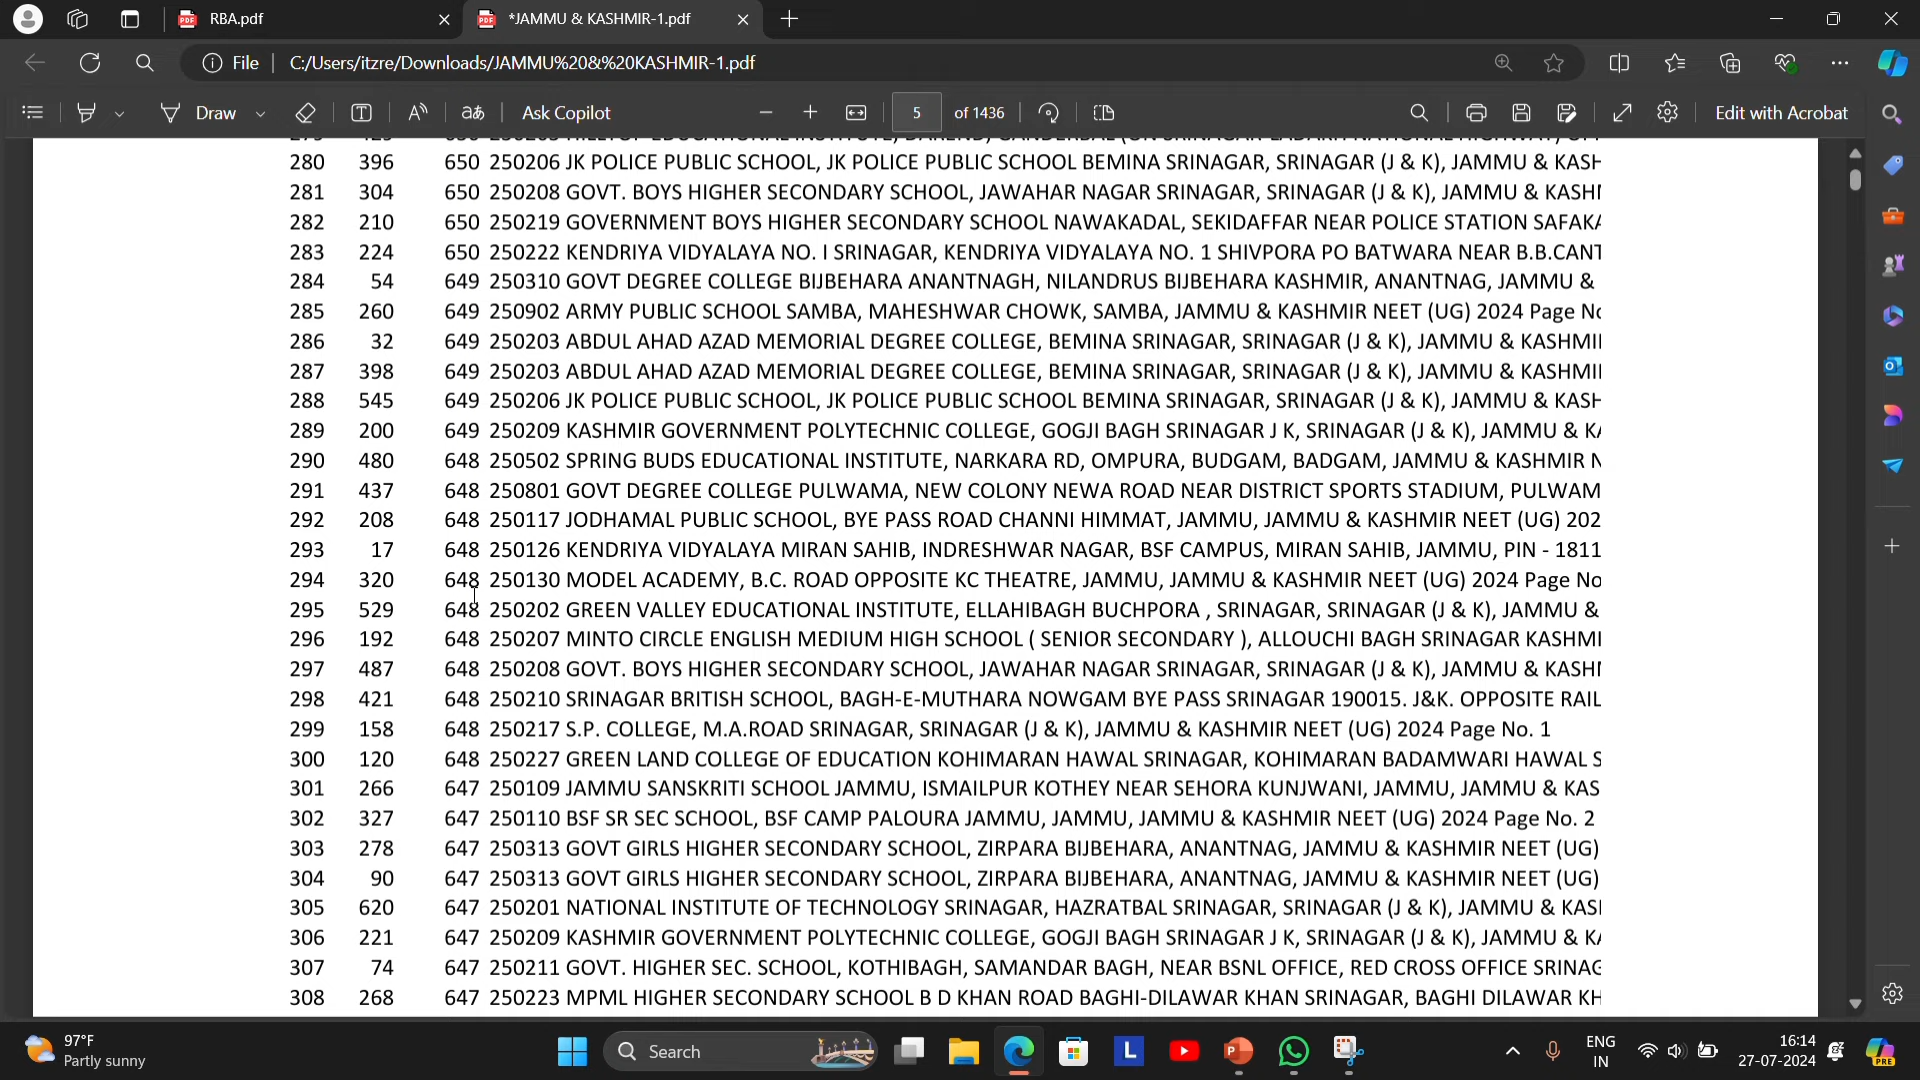 RBA.pdf
*JAMMU & KASHMIR-1.pdf
File
C:/Users/itzre/Downloads/JAMMU%20&%20KASHMIR-1.pdf
Draw
Ask Copilot
5 of 1436
Edit with Acrobat
280 396 650 250206 JK POLICE PUBLIC SCHOOL, JK POLICE PUBLIC SCHOOL BEMINA SRINAGAR, SRINAGAR (J & K), JAMMU & KASH
281 304 650 250208 GOVT. BOYS HIGHER SECONDARY SCHOOL, JAWAHAR NAGAR SRINAGAR, SRINAGAR (J & K), JAMMU & KASH
282 210 650 250219 GOVERNMENT BOYS HIGHER SECONDARY SCHOOL NAWAKADAL, SEKIDAFFAR NEAR POLICE STATION SAFAKA
283 224 650 250222 KENDRIYA VIDYALAYA NO. I SRINAGAR, KENDRIYA VIDYALAYA NO. 1 SHIVPORA PO BATWARA NEAR B.B.CANT
284 54 649 250310 GOVT DEGREE COLLEGE BIJBEHARA ANANTNAGH, NILANDRUS BIJBEHARA KASHMIR, ANANTNAG, JAMMU &
285 260 649 250902 ARMY PUBLIC SCHOOL SAMBA, MAHESHWAR CHOWK, SAMBA, JAMMU & KASHMIR NEET (UG) 2024 Page No
286 32 649 250203 ABDUL AHAD AZAD MEMORIAL DEGREE COLLEGE, BEMINA SRINAGAR, SRINAGAR (J & K), JAMMU & KASHMI
287 398 649 250203 ABDUL AHAD AZAD MEMORIAL DEGREE COLLEGE, BEMINA SRINAGAR, SRINAGAR (J & K), JAMMU & KASHMI
288 545 649 250206 JK POLICE PUBLIC SCHOOL, JK POLICE PUBLIC SCHOOL BEMINA SRINAGAR, SRINAGAR (J & K), JAMMU & KASH
289 200 649 250209 KASHMIR GOVERNMENT POLYTECHNIC COLLEGE, GOGJI BAGH SRINAGAR J K, SRINAGAR (J & K), JAMMU & KA
290 480 648 250502 SPRING BUDS EDUCATIONAL INSTITUTE, NARKARA RD, OMPURA, BUDGAM, BADGAM, JAMMU & KASHMIR N
291 437 648 250801 GOVT DEGREE COLLEGE PULWAMA, NEW COLONY NEWA ROAD NEAR DISTRICT SPORTS STADIUM, PULWAM
292 208 648 250117 JODHAMAL PUBLIC SCHOOL, BYE PASS ROAD CHANNI HIMMAT, JAMMU, JAMMU & KASHMIR NEET (UG) 202
293 17 648 250126 KENDRIYA VIDYALAYA MIRAN SAHIB, INDRESHWAR NAGAR, BSF CAMPUS, MIRAN SAHIB, JAMMU, PIN - 1811
294 320 648 250130 MODEL ACADEMY, B.C. ROAD OPPOSITE KC THEATRE, JAMMU, JAMMU & KASHMIR NEET (UG) 2024 Page No
295 529 648 250202 GREEN VALLEY EDUCATIONAL INSTITUTE, ELLAHIBAGH BUCHPORA , SRINAGAR, SRINAGAR (J & K), JAMMU &
296 192 648 250207 MINTO CIRCLE ENGLISH MEDIUM HIGH SCHOOL ( SENIOR SECONDARY ), ALLOUCHI BAGH SRINAGAR KASHMI
297 487 648 250208 GOVT. BOYS HIGHER SECONDARY SCHOOL, JAWAHAR NAGAR SRINAGAR, SRINAGAR (J & K), JAMMU & KASH
298 421 648 250210 SRINAGAR BRITISH SCHOOL, BAGH-E-MUTHARA NOWGAM BYE PASS SRINAGAR 190015. J&K. OPPOSITE RAIL
299 158 648 250217 S.P. COLLEGE, M.A.ROAD SRINAGAR, SRINAGAR (J & K), JAMMU & KASHMIR NEET (UG) 2024 Page No. 1
300 120 648 250227 GREEN LAND COLLEGE OF EDUCATION KOHIMARAN HAWAL SRINAGAR, KOHIMARAN BADAMWARI HAWAL S
301 266 647 250109 JAMMU SANSKRITI SCHOOL JAMMU, ISMAILPUR KOTHEY NEAR SEHORA KUNJWANI, JAMMU, JAMMU & KAS
302 327 647 250110 BSF SR SEC SCHOOL, BSF CAMP PALOURA JAMMU, JAMMU, JAMMU & KASHMIR NEET (UG) 2024 Page No. 2
303 278 647 250313 GOVT GIRLS HIGHER SECONDARY SCHOOL, ZIRPARA BIJBEHARA, ANANTNAG, JAMMU & KASHMIR NEET (UG)
304 90 647 250313 GOVT GIRLS HIGHER SECONDARY SCHOOL, ZIRPARA BIJBEHARA, ANANTNAG, JAMMU & KASHMIR NEET (UG)
305 620 647 250201 NATIONAL INSTITUTE OF TECHNOLOGY SRINAGAR, HAZRATBAL SRINAGAR, SRINAGAR (J & K), JAMMU & KAS
306 221 647 250209 KASHMIR GOVERNMENT POLYTECHNIC COLLEGE, GOGJI BAGH SRINAGAR J K, SRINAGAR (J & K), JAMMU & KA
307 74 647 250211 GOVT. HIGHER SEC. SCHOOL, KOTHIBAGH, SAMANDAR BAGH, NEAR BSNL OFFICE, RED CROSS OFFICE SRINAG
308 268 647 250223 MPML HIGHER SECONDARY SCHOOL B D KHAN ROAD BAGHI-DILAWAR KHAN SRINAGAR, BAGHI DILAWAR KH
97°F
Partly sunny
Search
ENG
IN
16:14
27-07-2024